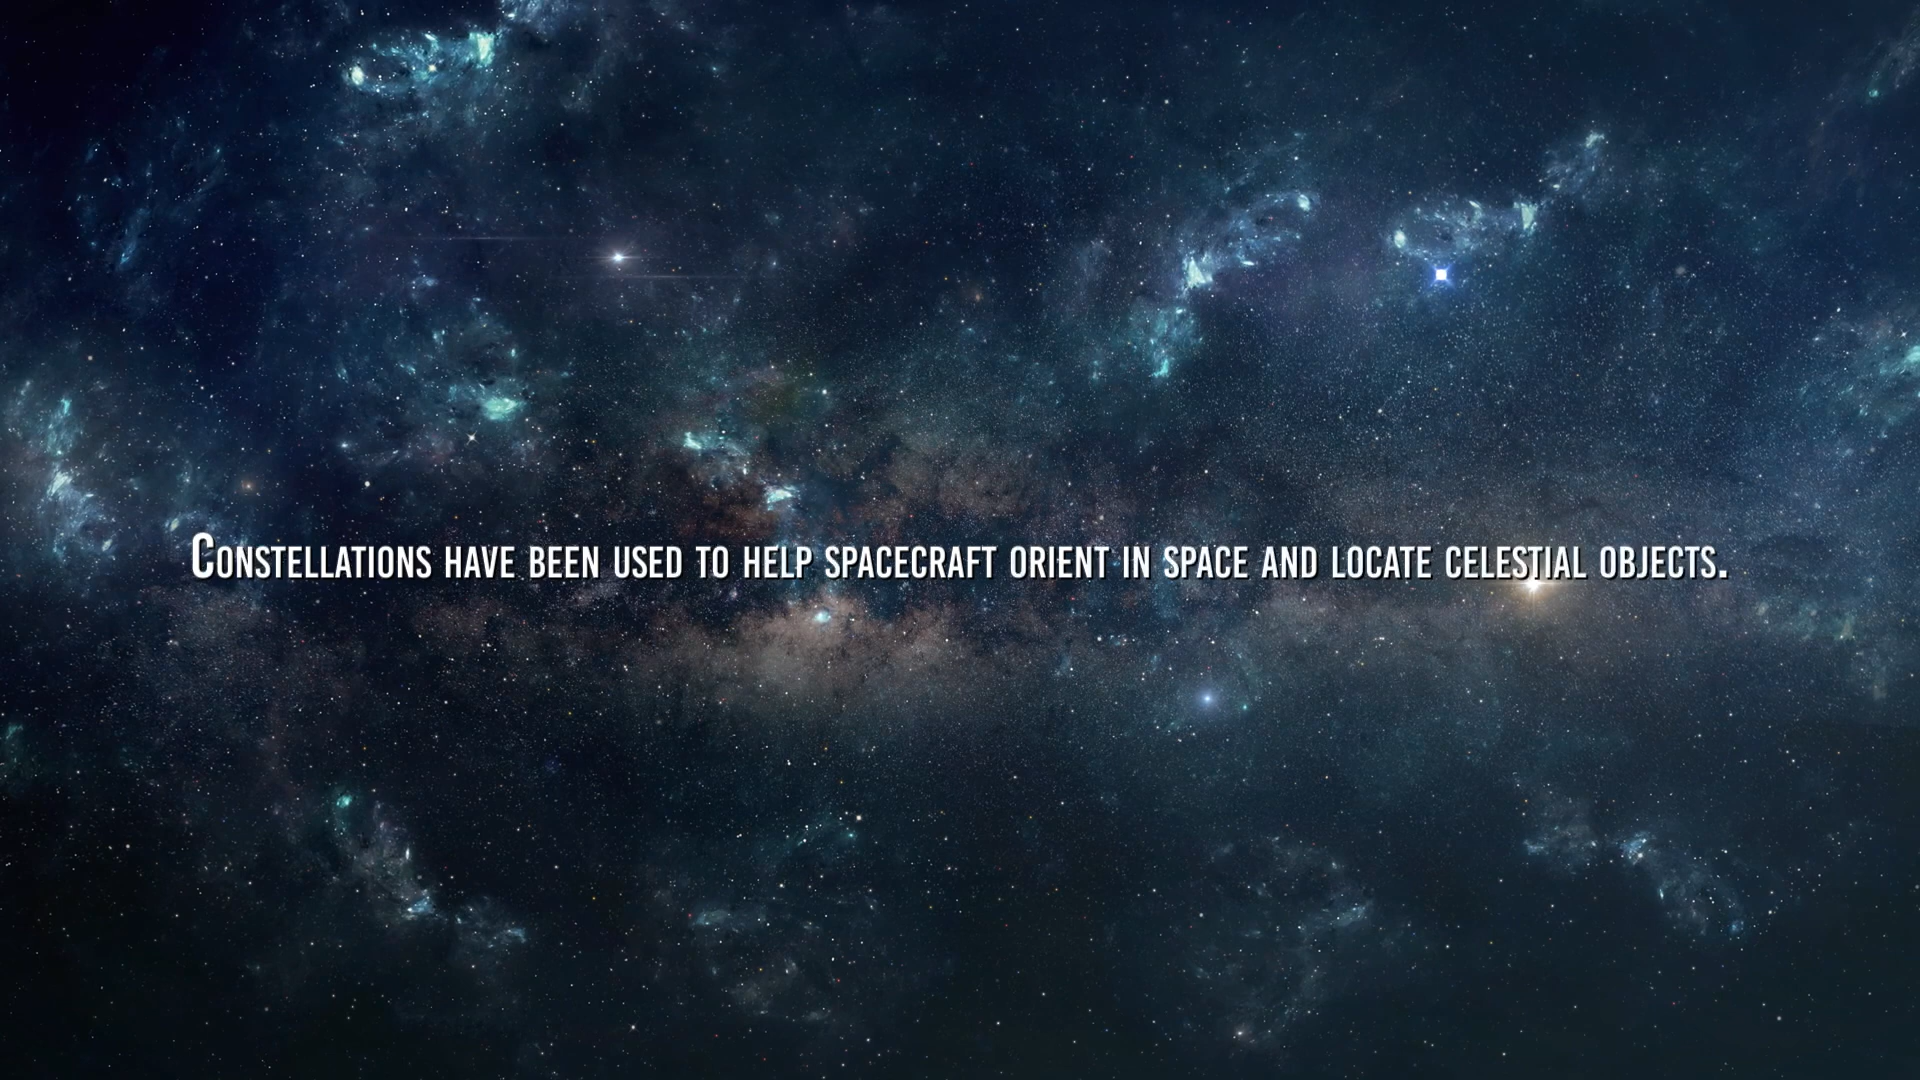 Constellations have been used to help spacecraft orient in space and locate celestial objects.